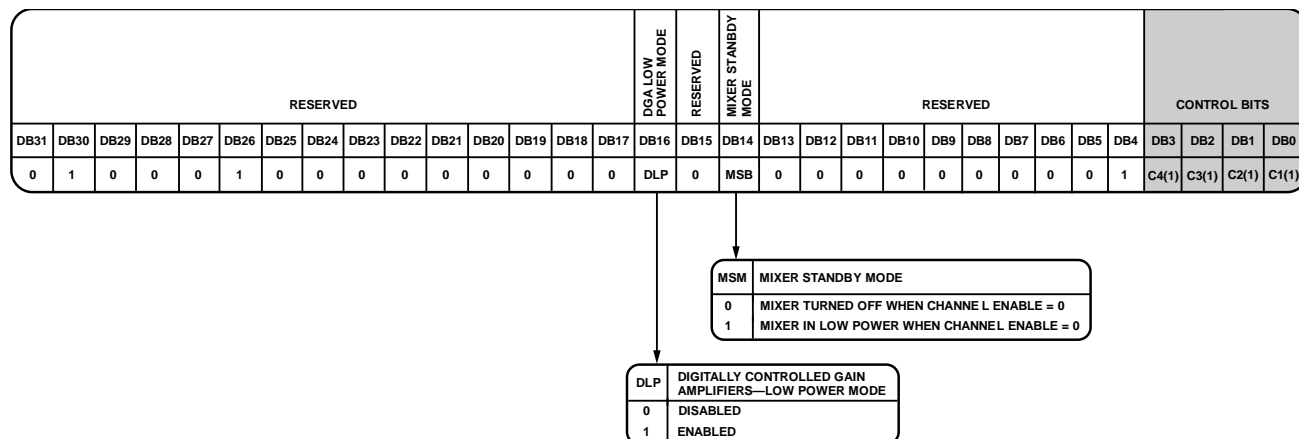 RESERVED
DGA LOW
POWER MODE
RESERVED
MIXER STANBDY
MODE
RESERVED
CONTROL BITS
DB31 DB30 DB29 DB28 DB27 DB26 DB25 DB24 DB23 DB22 DB21 DB20 DB19 DB18 DB17 DB16 DB15 DB14 DB13 DB12 DB11 DB10 DB9 DB8 DB7 DB6 DB5 DB4 DB3 DB2 DB1 DB0
0 1 0 0 0 1 0 0 0 0 0 0 0 0 0 DLP 0 MSB 0 0 0 0 0 0 0 0 0 1 C4(1) C3(1) C2(1) C1(1)
MSM MIXER STANDBY MODE
0 MIXER TURNED OFF WHEN CHANNEL ENABLE = 0
1 MIXER IN LOW POWER WHEN CHANNEL ENABLE = 0
DLP DIGITALLY CONTROLLED GAIN
AMPLIFIERS—LOW POWER MODE
0 DISABLED
1 ENABLED